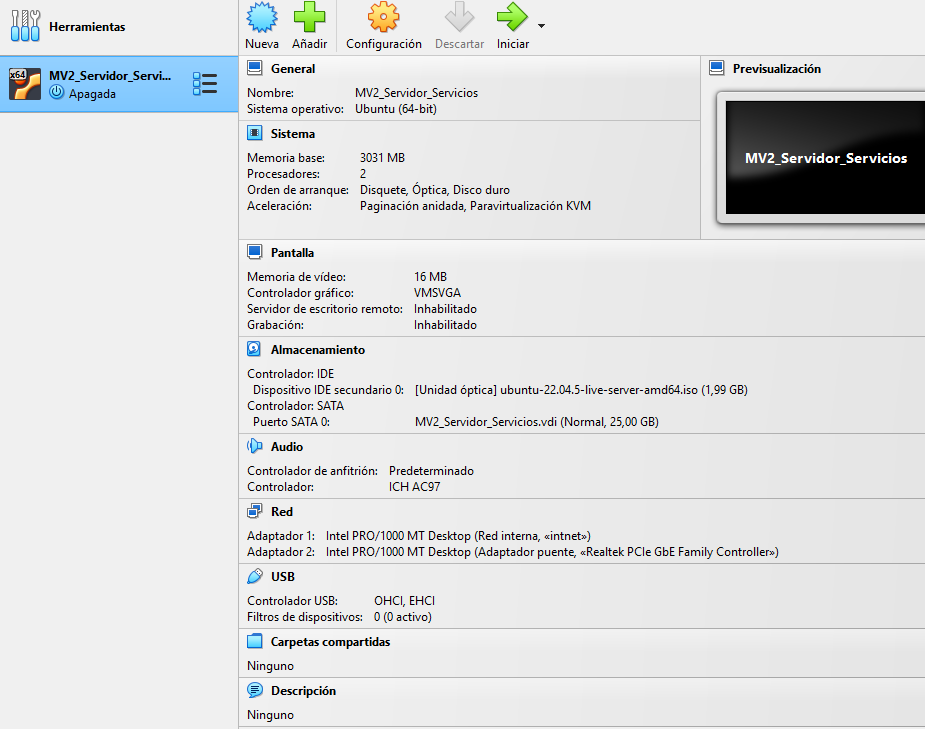 Herramientas
MV2_Servidor_Servi...
x64
Apagada
Nueva Añadir Configuración Descartar Iniciar
General
Nombre: MV2_Servidor_Servicios
Sistema operativo: Ubuntu (64-bit)
Previsualización
MV2_Servidor_Servicios
Sistema
Memoria base: 3031 MB
Procesadores: 2
Orden de arranque: Disquete, Óptica, Disco duro
Aceleración: Paginación anidada, Paravirtualización KVM
Pantalla
Memoria de vídeo: 16 MB
Controlador gráfico: VMSVGA
Servidor de escritorio remoto: Inhabilitado
Grabación: Inhabilitado
Almacenamiento
Controlador: IDE
Dispositivo IDE secundario 0: [Unidad óptica] ubuntu-22.04.5-live-server-amd64.iso (1,99 GB)
Controlador: SATA
Puerto SATA 0: MV2_Servidor_Servicios.vdi (Normal, 25,00 GB)
Audio
Controlador de anfitrión: Predeterminado
Controlador: ICH AC97
Red
Adaptador 1: Intel PRO/1000 MT Desktop (Red interna, «intnet»)
Adaptador 2: Intel PRO/1000 MT Desktop (Adaptador puente, «Realtek PCIe GbE Family Controller»)
USB
Controlador USB: OHCI, EHCI
Filtros de dispositivos: 0 (0 activo)
Carpetas compartidas
Ninguno
Descripción
Ninguno